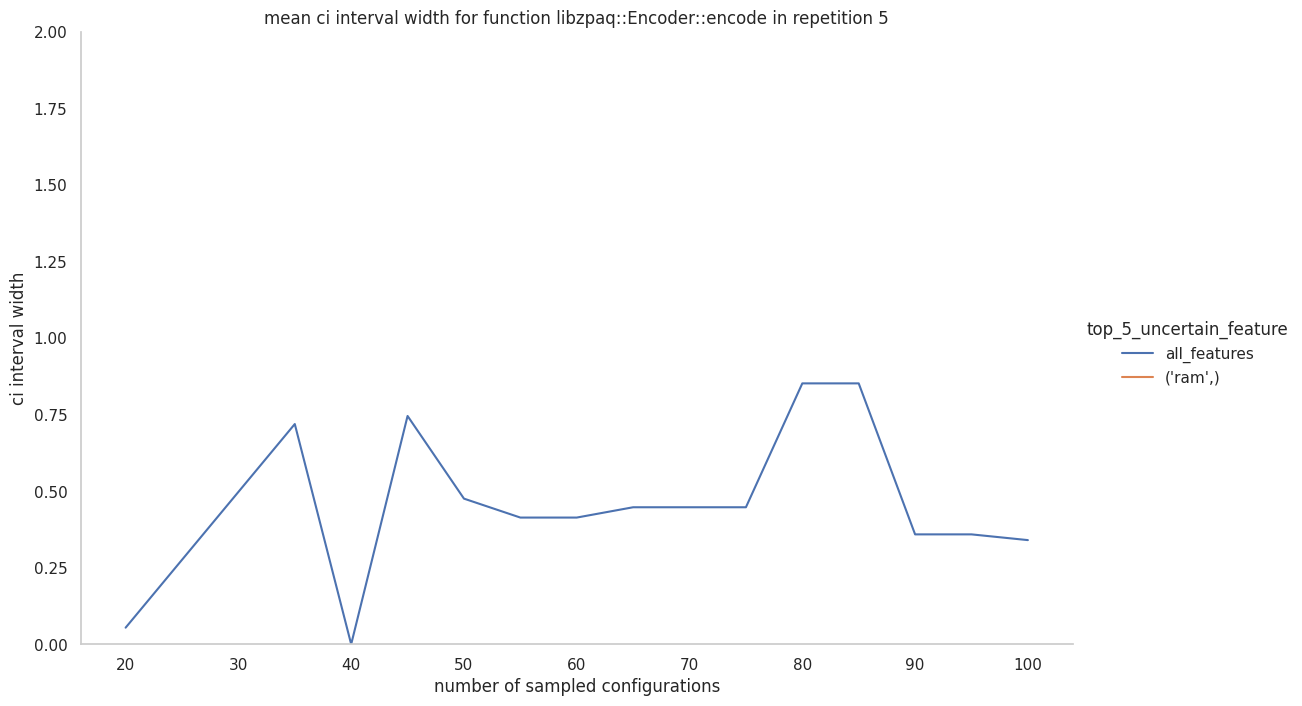 mean ci interval width for function libzpaq::Encoder::encode in repetition 5
2.00
1.75
1.50
1.25
1.00
0.75
0.50
0.25
0.00
ci interval width
20 30 40 50 60 70 80 90 100
number of sampled configurations
top_5_uncertain_feature
all_features
('ram',)